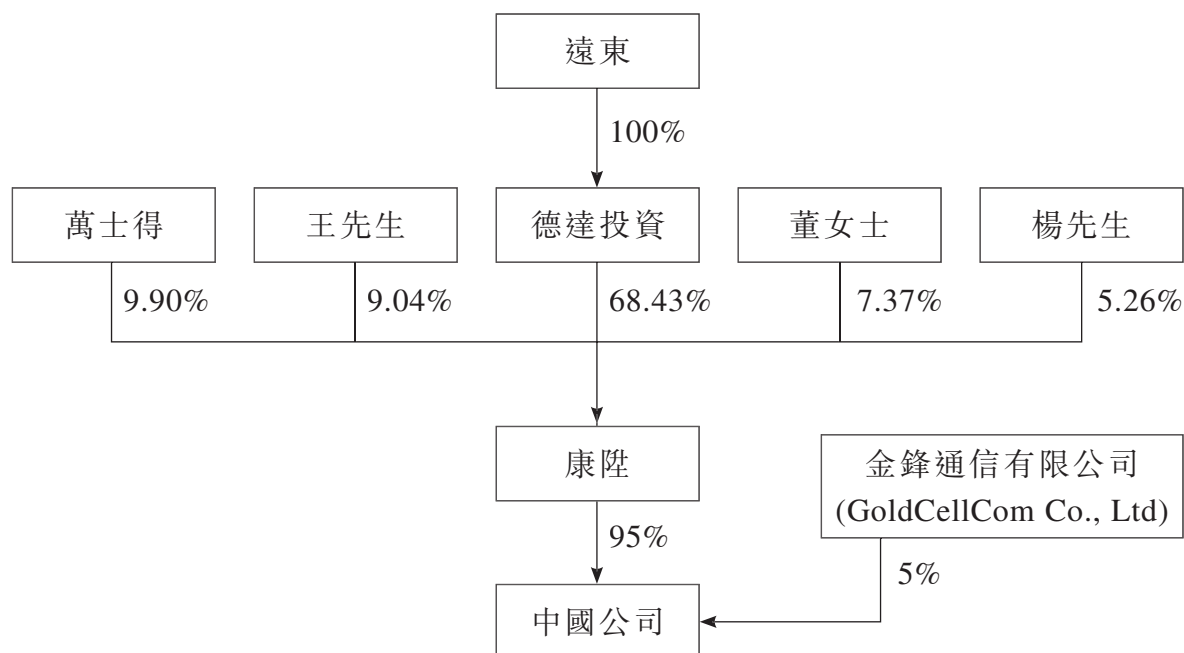 遠東
100%
萬士得
王先生
德達投資
董女士
楊先生
9.90%
9.04%
68.43%
7.37%
5.26%
康陞
金鋒通信有限公司
(GoldCellCom Co., Ltd)
95%
5%
中國公司